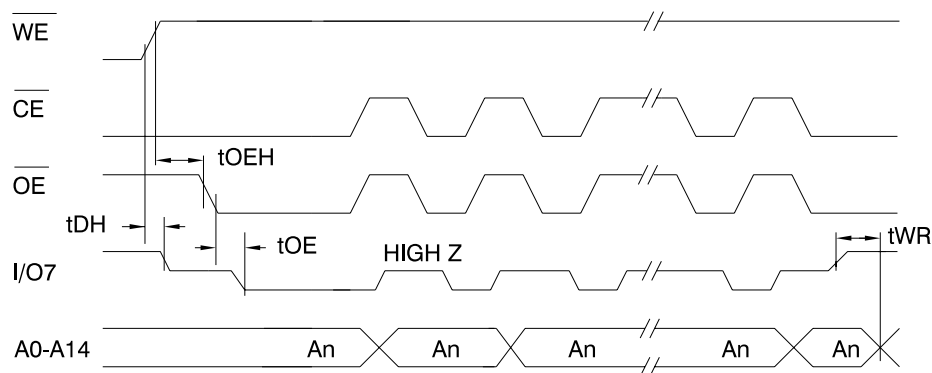 WE
CE
tOEH
OE
tDH
tOE
tWR
HIGH Z
I/O7
A0-A14 An An An An An